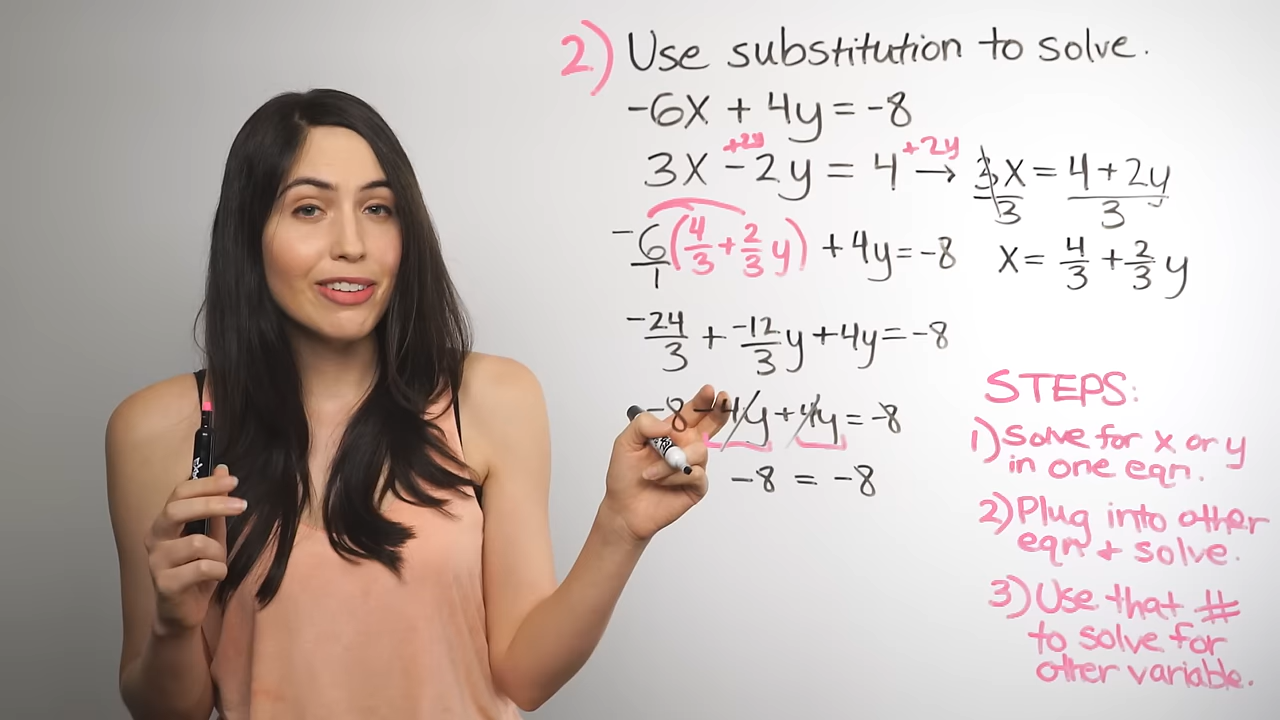 2) Use substitution to solve.
-6x + 4y = -8
+2y +2y
3x - 2y = 4 → 3x/3 = 4+2y/3
-6/1 (4/3 + 2/3 y) + 4y = -8
x = 4/3 + 2/3 y
-24/3 + -12/3 y + 4y = -8
-8 - 4y + 4y = -8
-8 = -8
STEPS:
1) Solve for x or y
in one eqn.
2) Plug into other
eqn + solve.
3) Use that #
to solve for
other variable.